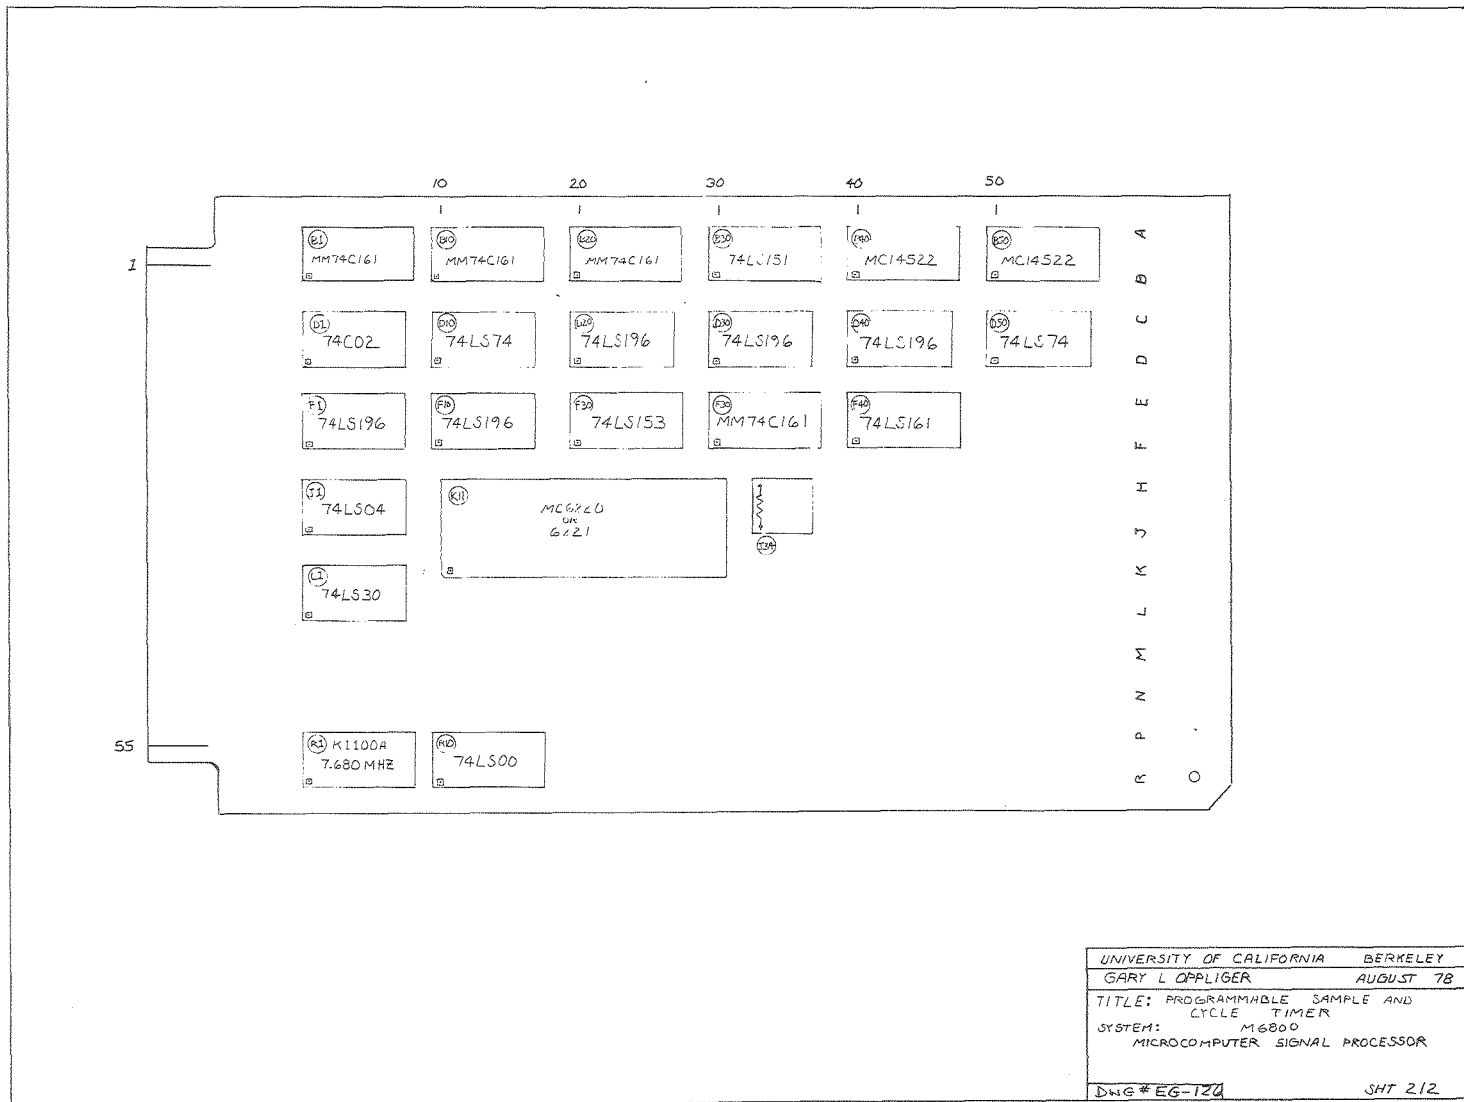 10 20 30 40 50
1
B1 B10 B20 B30 B40 B50
MM74C161 MM74C161 MM74C161 74LS151 MC14522 MC14522
D1 D10 D20 D30 D40 D50
74C02 74LS74 74LS196 74LS196 74LS196 74LS74
F1 F10 F30 F40
74LS196 74LS196 74LS153 MM74C161 74LS161
J1
74LS04
K11
MC6820
OR
6821
L1
74LS30
55
R1 K1100A
7.680 MHZ
R10
74LS00
A
B
C
D
E
F
H
J
K
L
M
N
P
R
UNIVERSITY OF CALIFORNIA BERKELEY
GARY L OPPLIGER AUGUST 78
TITLE: PROGRAMMABLE SAMPLE AND
CYCLE TIMER
SYSTEM: M6800
MICROCOMPUTER SIGNAL PROCESSOR
DWG # EG-126
SHT 2/2